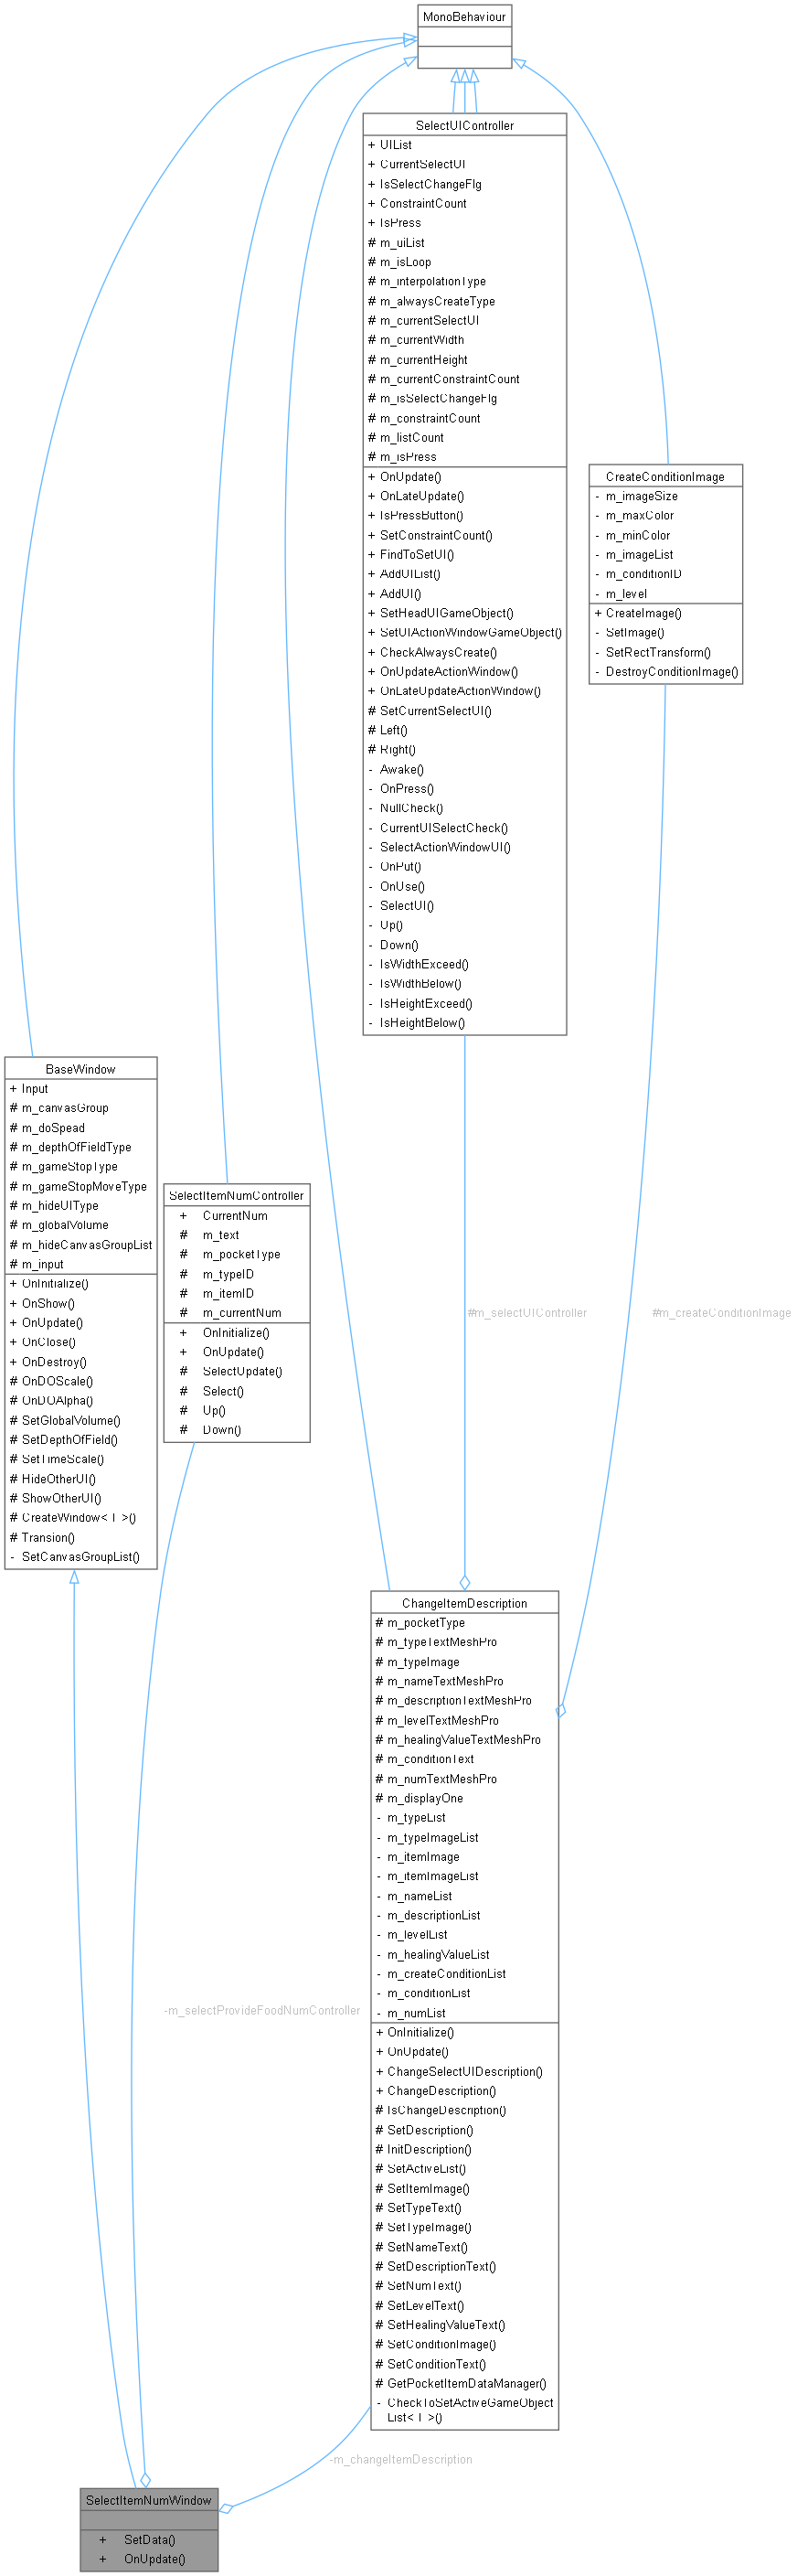 MonoBehaviour
SelectUIController
+ UIList
+ CurrentSelectUI
+ IsSelectChangeFlg
+ ConstraintCount
+ IsPress
# m_uiList
# m_isLoop
# m_interpolationType
# m_alwaysCreateType
# m_currentSelectUI
# m_currentWidth
# m_currentHeight
# m_currentConstraintCount
# m_isSelectChangeFlg
# m_constraintCount
# m_listCount
# m_isPress
+ OnUpdate()
+ OnLateUpdate()
+ IsPressButton()
+ SetConstraintCount()
+ FindToSetUI()
+ AddUIList()
+ AddUI()
+ SetHeadUIGameObject()
+ SetUIActionWindowGameObject()
+ CheckAlwaysCreate()
+ OnUpdateActionWindow()
+ OnLateUpdateActionWindow()
# SetCurrentSelectUI()
# Left()
# Right()
- Awake()
- OnPress()
- NullCheck()
- CurrentUISelectCheck()
- SelectActionWindowUI()
- OnPut()
- OnUse()
- SelectUI()
- Up()
- Down()
- IsWidthExceed()
- IsWidthBelow()
- IsHeightExceed()
- IsHeightBelow()
CreateConditionImage
- m_imageSize
- m_maxColor
- m_minColor
- m_imageList
- m_conditionID
- m_level
+ CreateImage()
- SetImage()
- SetRectTransform()
- DestroyConditionImage()
BaseWindow
+ Input
# m_canvasGroup
# m_doSpead
# m_depthOfFieldType
# m_gameStopType
# m_gameStopMoveType
# m_hideUIType
# m_globalVolume
# m_hideCanvasGroupList
# m_input
+ OnInitialize()
+ OnShow()
+ OnUpdate()
+ OnClose()
+ OnDestroy()
# OnDOScale()
# OnDOAlpha()
# SetGlobalVolume()
# SetDepthOfField()
# SetTimeScale()
# HideOtherUI()
# ShowOtherUI()
# CreateWindow< T >()
# Transion()
- SetCanvasGroupList()
SelectItemNumController
+ CurrentNum
# m_text
# m_pocketType
# m_typeID
# m_itemID
# m_currentNum
+ OnInitialize()
+ OnUpdate()
# SelectUpdate()
# Select()
# Up()
# Down()
#m_selectUIController
#m_createConditionImage
ChangeItemDescription
# m_pocketType
# m_typeTextMeshPro
# m_typeImage
# m_nameTextMeshPro
# m_descriptionTextMeshPro
# m_levelTextMeshPro
# m_healingValueTextMeshPro
# m_conditionText
# m_numTextMeshPro
# m_displayOne
- m_typeList
- m_typeImageList
- m_itemImage
- m_itemImageList
- m_nameList
- m_descriptionList
- m_levelList
- m_healingValueList
- m_createConditionList
- m_conditionList
- m_numList
+ OnInitialize()
+ OnUpdate()
+ ChangeSelectUIDescription()
+ ChangeDescription()
# IsChangeDescription()
# SetDescription()
# InitDescription()
# SetActiveList()
# SetItemImage()
# SetTypeText()
# SetTypeImage()
# SetNameText()
# SetDescriptionText()
# SetNumText()
# SetLevelText()
# SetHealingValueText()
# SetConditionImage()
# SetConditionText()
# GetPocketItemDataManager()
- CheckToSetActiveGameObject
List< T >()
-m_selectProvideFoodNumController
-m_changeItemDescription
SelectItemNumWindow
+ SetData()
+ OnUpdate()